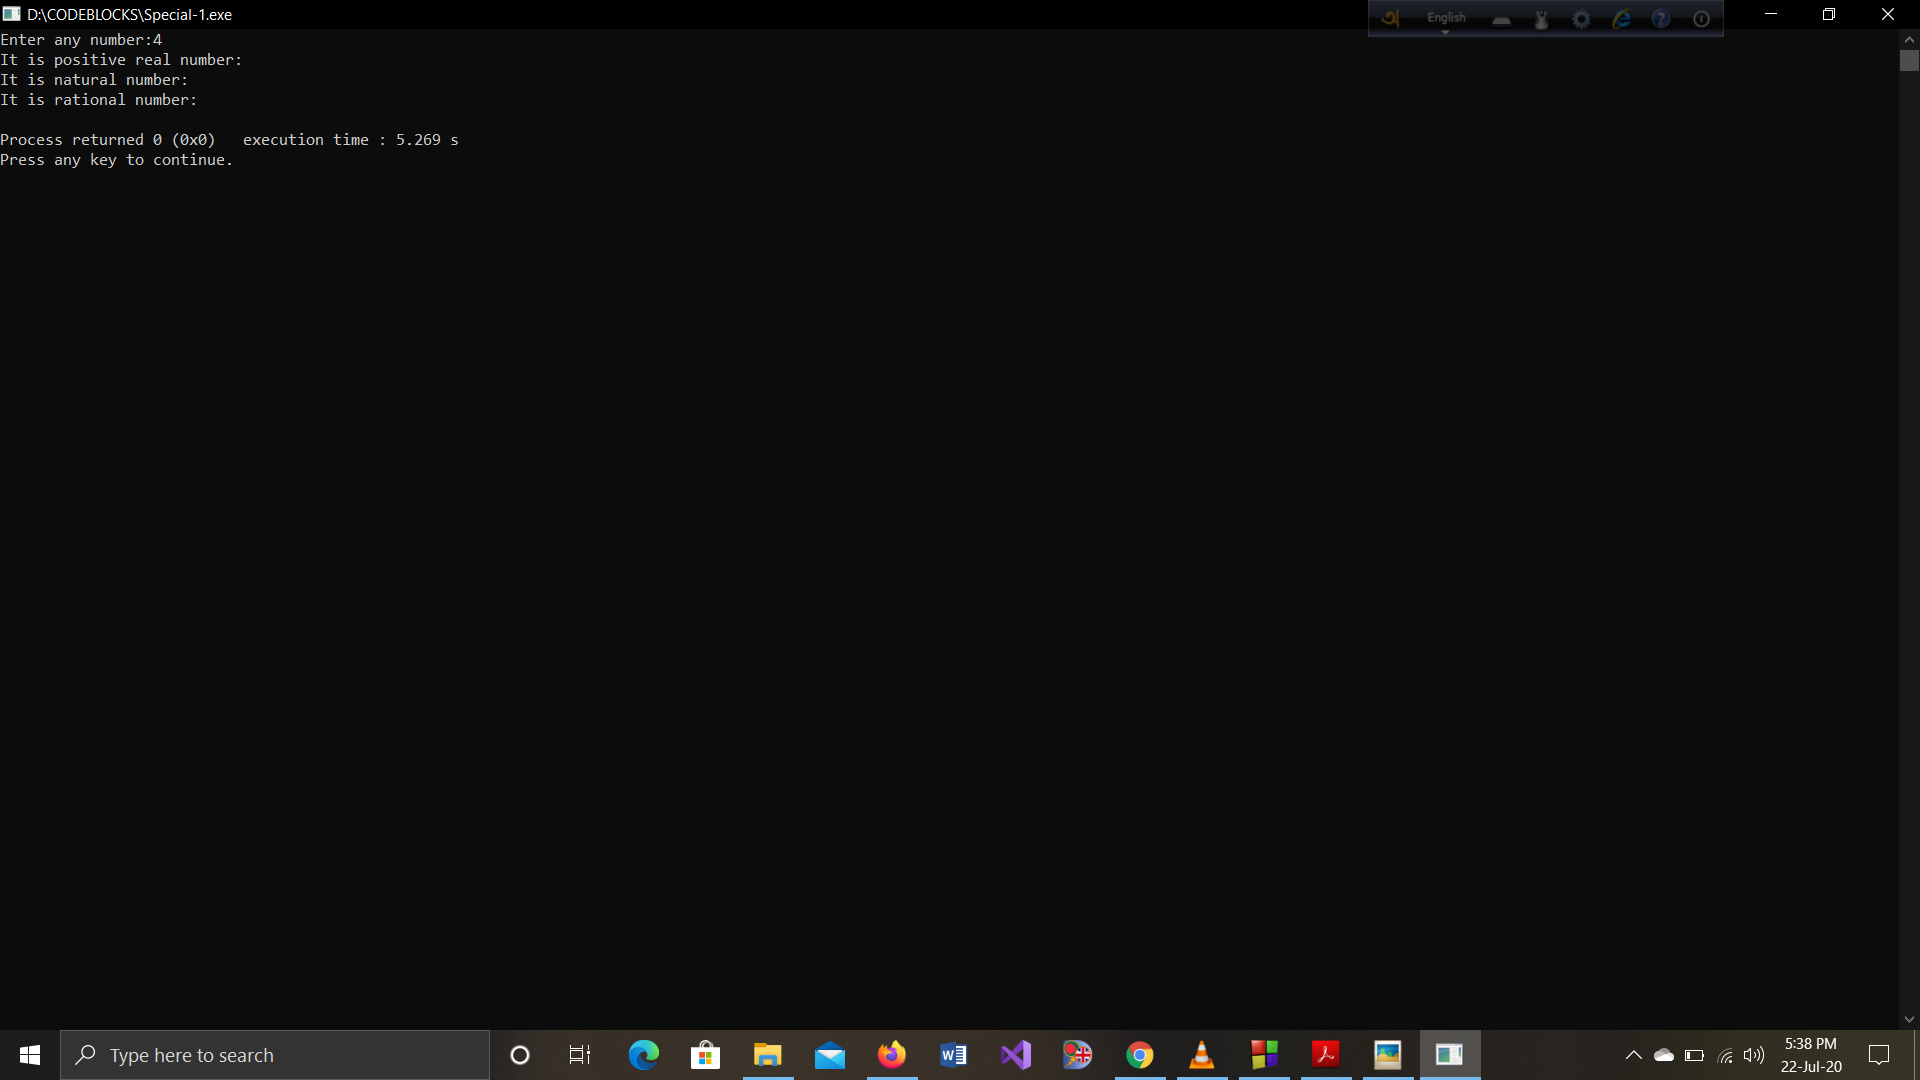 D:\CODEBLOCKS\Special-1.exe
English
Enter any number:4
It is positive real number:
It is natural number:
It is rational number:
Process returned 0 (0x0)   execution time : 5.269 s
Press any key to continue.
Type here to search
5:38 PM
22-Jul-20